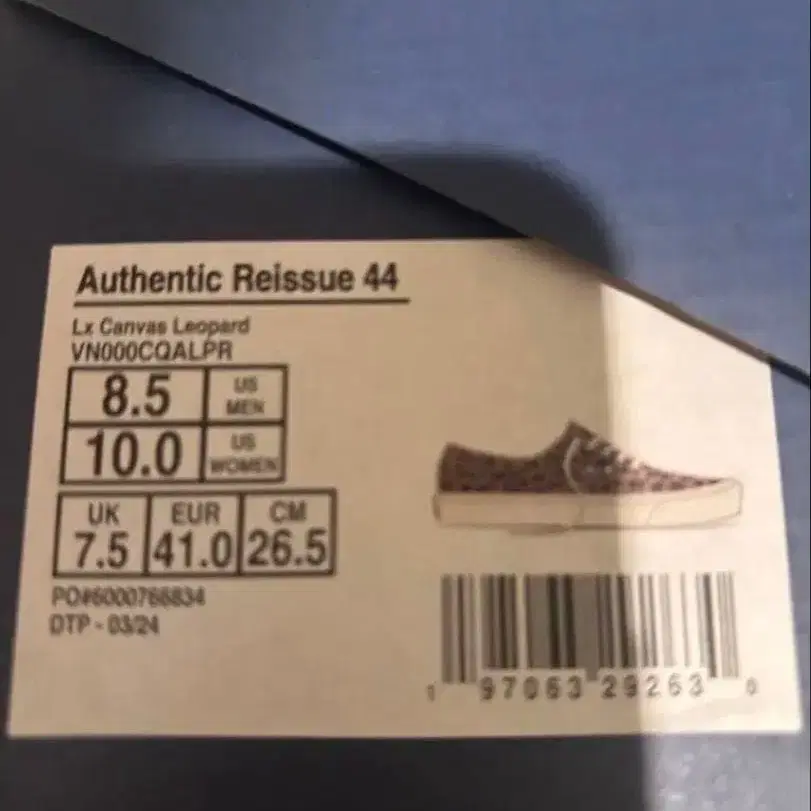 Authentic Reissue 44
Lx Canvas Leopard
VN000CQALPR
8.5 US MEN
10.0 US WOMEN
UK EUR CM
7.5 41.0 26.5
PO#6000766834
DTP - 03/24
1 97063 29263 0